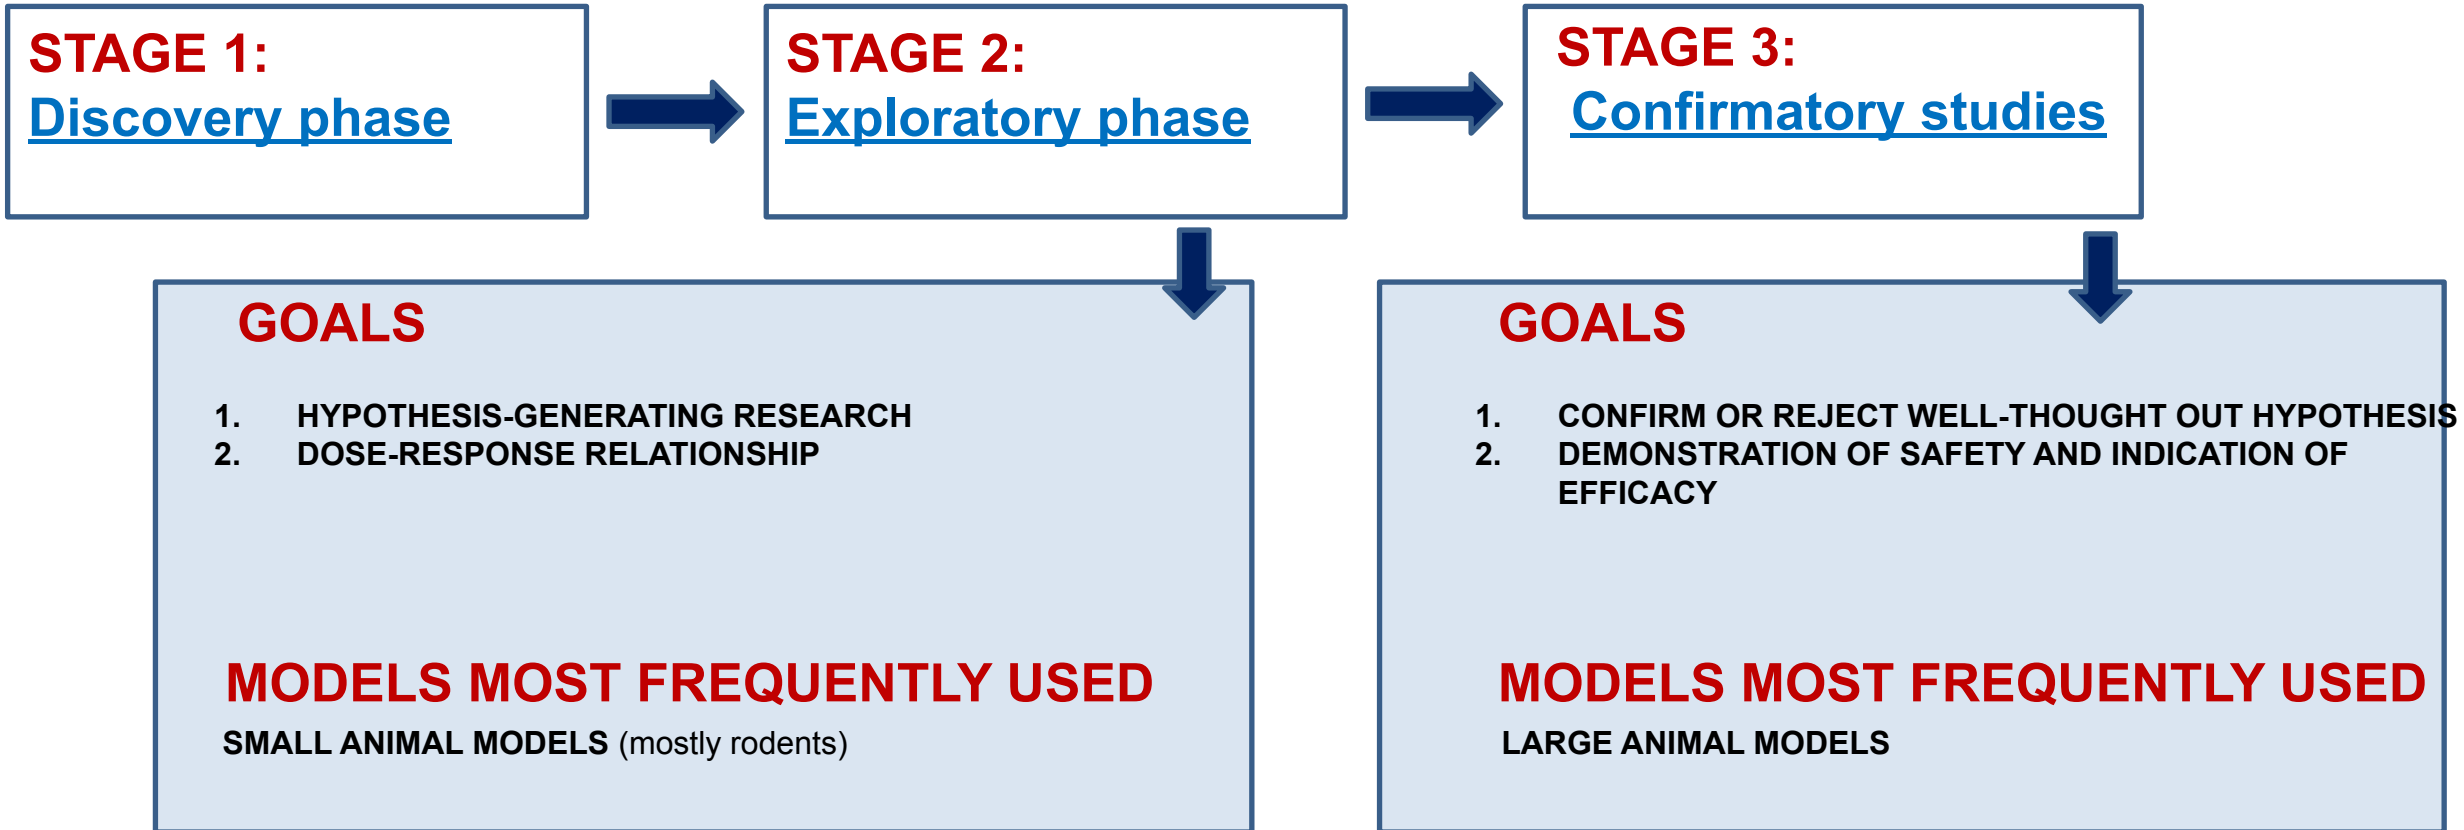 STAGE 1:
Discovery phase
STAGE 2:
Exploratory phase
STAGE 3:
Confirmatory studies
GOALS
1. HYPOTHESIS-GENERATING RESEARCH
2. DOSE-RESPONSE RELATIONSHIP
MODELS MOST FREQUENTLY USED
SMALL ANIMAL MODELS (mostly rodents)
GOALS
1. CONFIRM OR REJECT WELL-THOUGHT OUT HYPOTHESIS
2. DEMONSTRATION OF SAFETY AND INDICATION OF
EFFICACY
MODELS MOST FREQUENTLY USED
LARGE ANIMAL MODELS